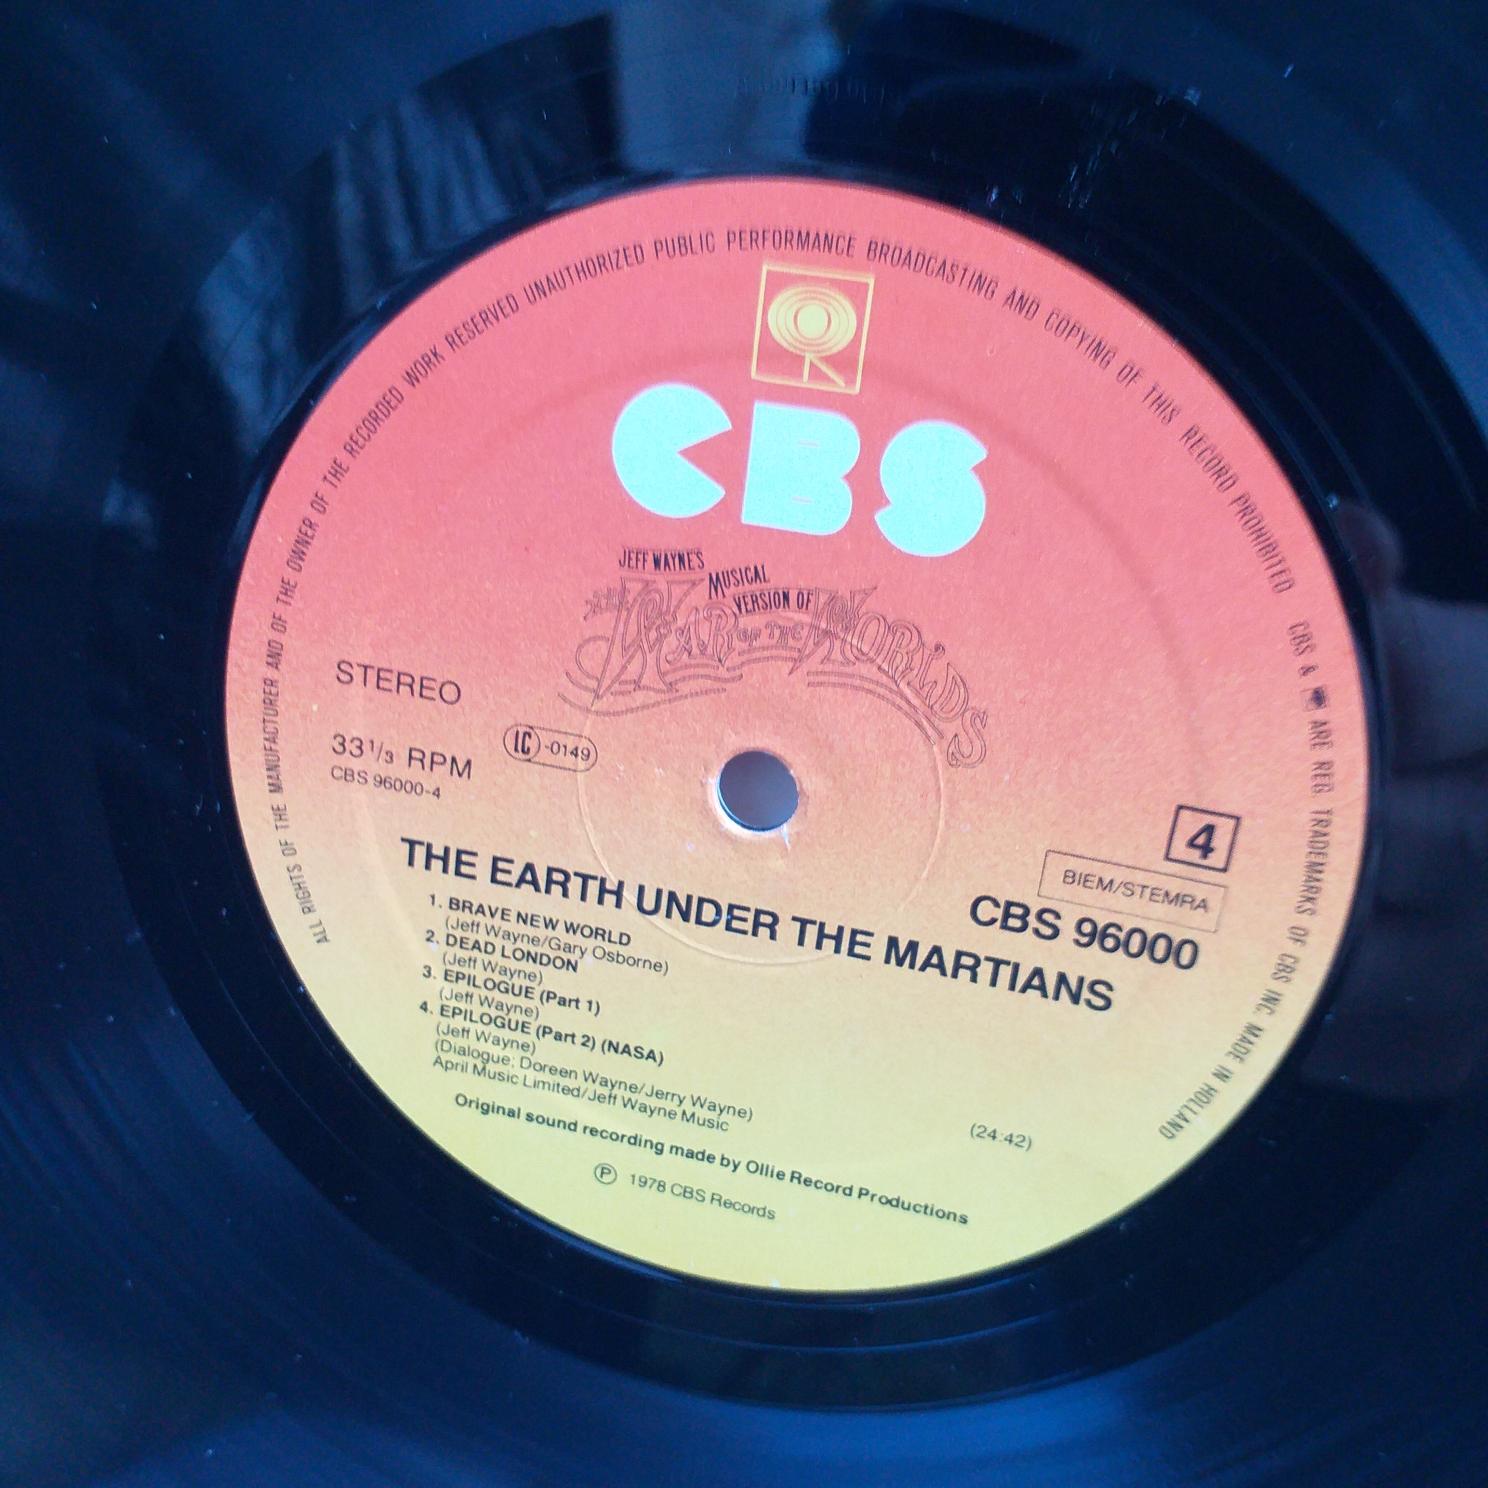 ALL RIGHTS OF THE MANUFACTURER AND OF THE OWNER OF THE RECORDED WORK RESERVED UNAUTHORIZED PUBLIC PERFORMANCE BROADCASTING AND COPYING OF THIS RECORD PROHIBITED
CBS & ARE REG. TRADEMARKS OF CBS INC. MADE IN HOLLAND
CBS
JEFF WAYNE'S
MUSICAL
VERSION OF
THE WAR OF THE WORLDS
STEREO
33 1/3 RPM
CBS 96000-4
LC-0149
4
BIEM/STEMRA
CBS 96000
THE EARTH UNDER THE MARTIANS
1. BRAVE NEW WORLD
(Jeff Wayne/Gary Osborne)
2. DEAD LONDON
(Jeff Wayne)
3. EPILOGUE (Part 1)
(Jeff Wayne)
4. EPILOGUE (Part 2) (NASA)
(Jeff Wayne)
(Dialogue: Doreen Wayne/Jerry Wayne)
April Music Limited/Jeff Wayne Music
(24:42)
Original sound recording made by Ollie Record Productions
Ⓟ 1978 CBS Records